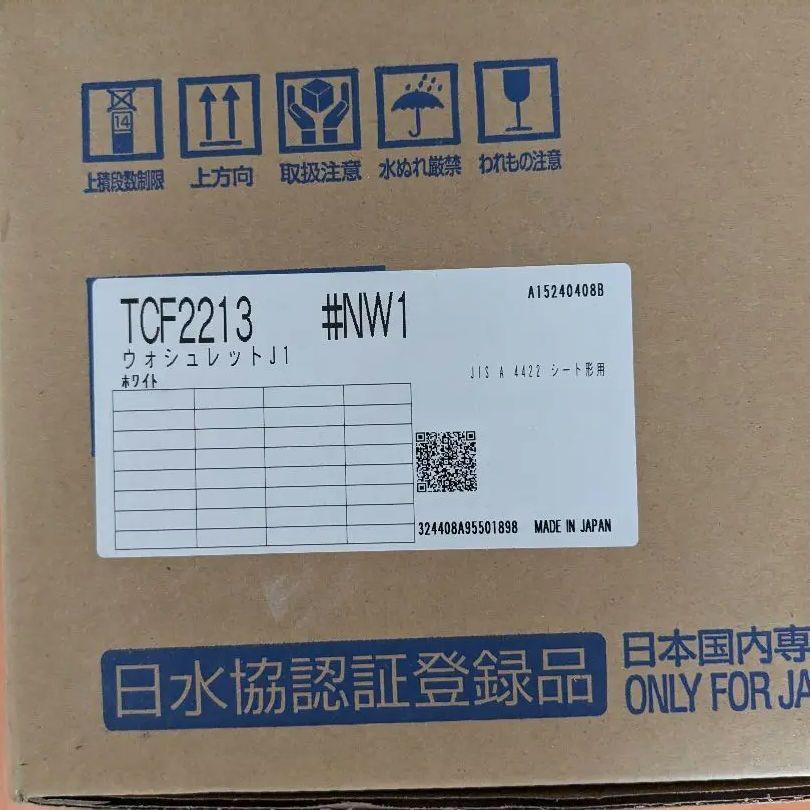 14
上積段数制限
上方向
取扱注意
水ぬれ厳禁
われもの注意
TCF2213 #NW1
A15240408B
ウォシュレットJ1
ホワイト
JIS A 4422 シート形用
324408A95501898 MADE IN JAPAN
日水協認証登録品
日本国内専
ONLY FOR JA